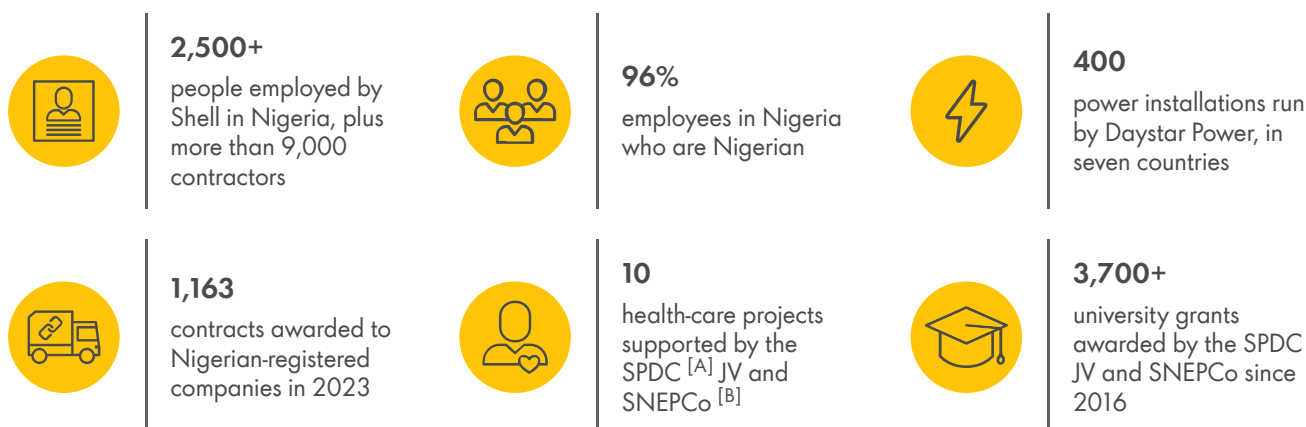 2,500+
people employed by
Shell in Nigeria, plus
more than 9,000
contractors
96%
employees in Nigeria
who are Nigerian
400
power installations run
by Daystar Power, in
seven countries
1,163
contracts awarded to
Nigerian-registered
companies in 2023
10
health-care projects
supported by the
SPDC [A] JV and
SNEPCo [B]
3,700+
university grants
awarded by the SPDC
JV and SNEPCo since
2016